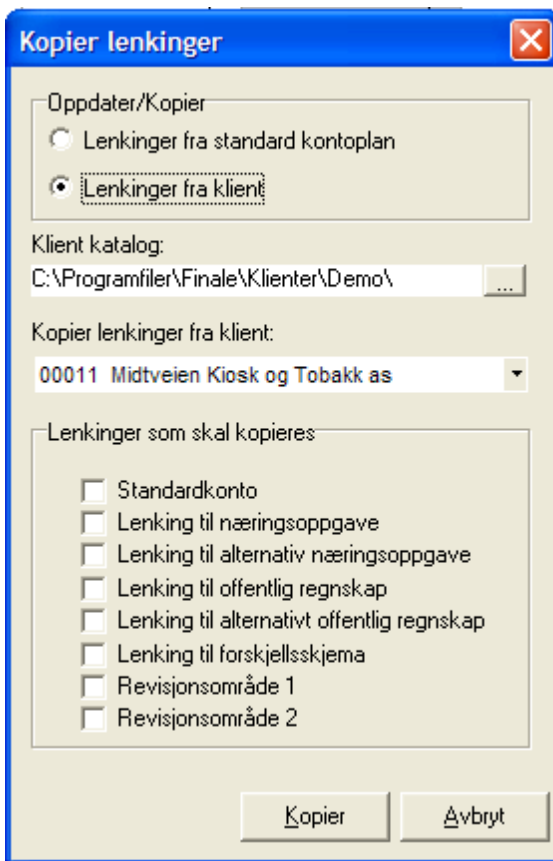 Kopier lenkinger
Oppdater/Kopier
Lenkinger fra standard kontoplan
Lenkinger fra klient
Klient katalog:
C:\Programfiler\Finale\Klienter\Demo\
...
Kopier lenkinger fra klient:
00011 Midtveien Kiosk og Tobakk as
Lenkinger som skal kopieres
Standardkonto
Lenking til næringsoppgave
Lenking til alternativ næringsoppgave
Lenking til offentlig regnskap
Lenking til alternativt offentlig regnskap
Lenking til forskjellsskjema
Revisjonsområde 1
Revisjonsområde 2
Kopier Avbryt